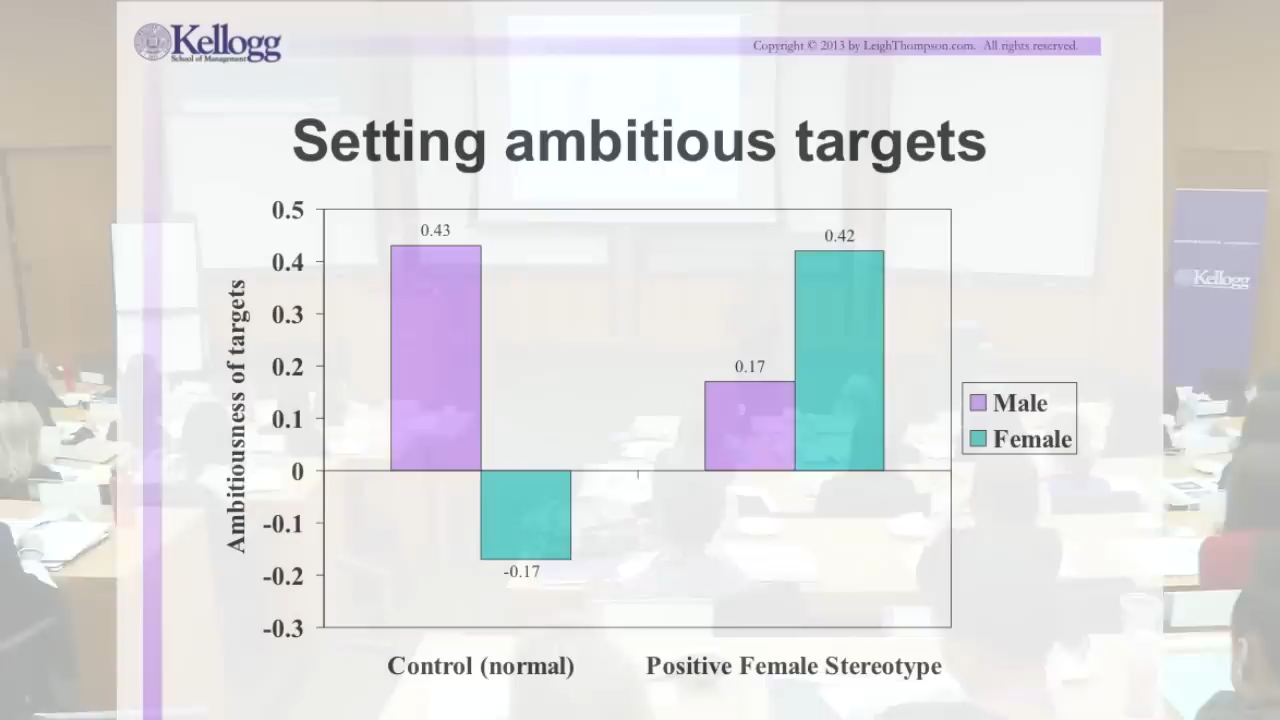 Kellogg
School of Management
Copyright © 2013 by LeighThompson.com. All rights reserved.
Setting ambitious targets
Ambitiousness of targets
0.5
0.4
0.3
0.2
0.1
0
-0.1
-0.2
-0.3
0.43
-0.17
0.17
0.42
Male
Female
Control (normal)
Positive Female Stereotype
Kellogg